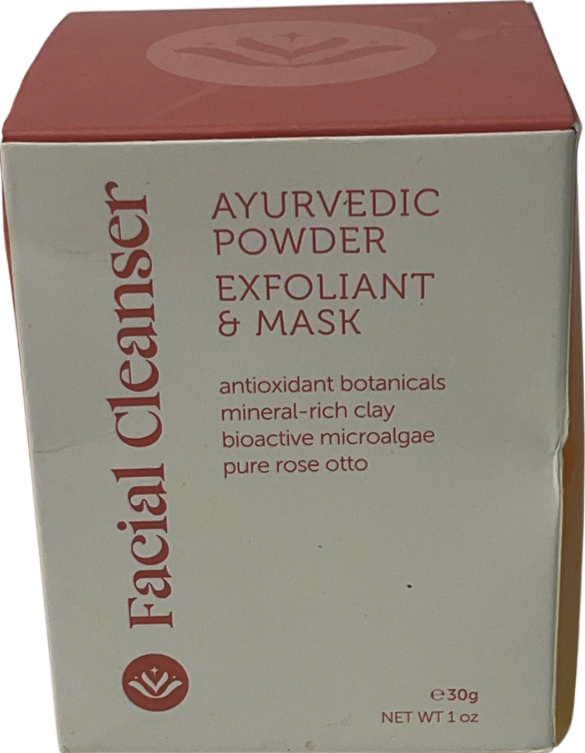 Facial Cleanser
AYURVEDIC
POWDER
EXFOLIANT
& MASK
antioxidant botanicals
mineral-rich clay
bioactive microalgae
pure rose otto
℮30g
NET WT 1 oz